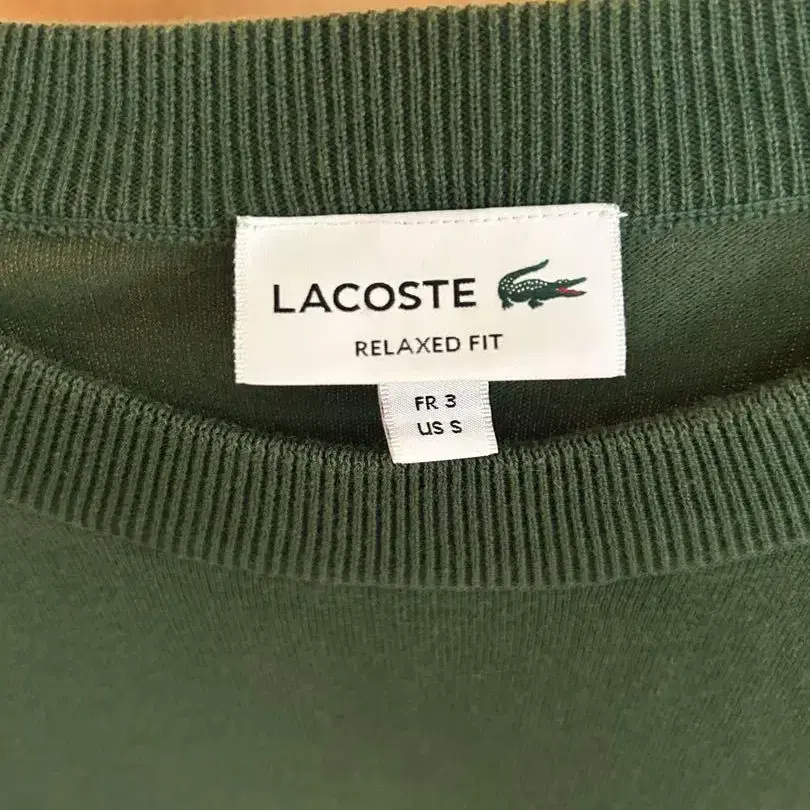 LACOSTE
RELAXED FIT
FR 3
US S